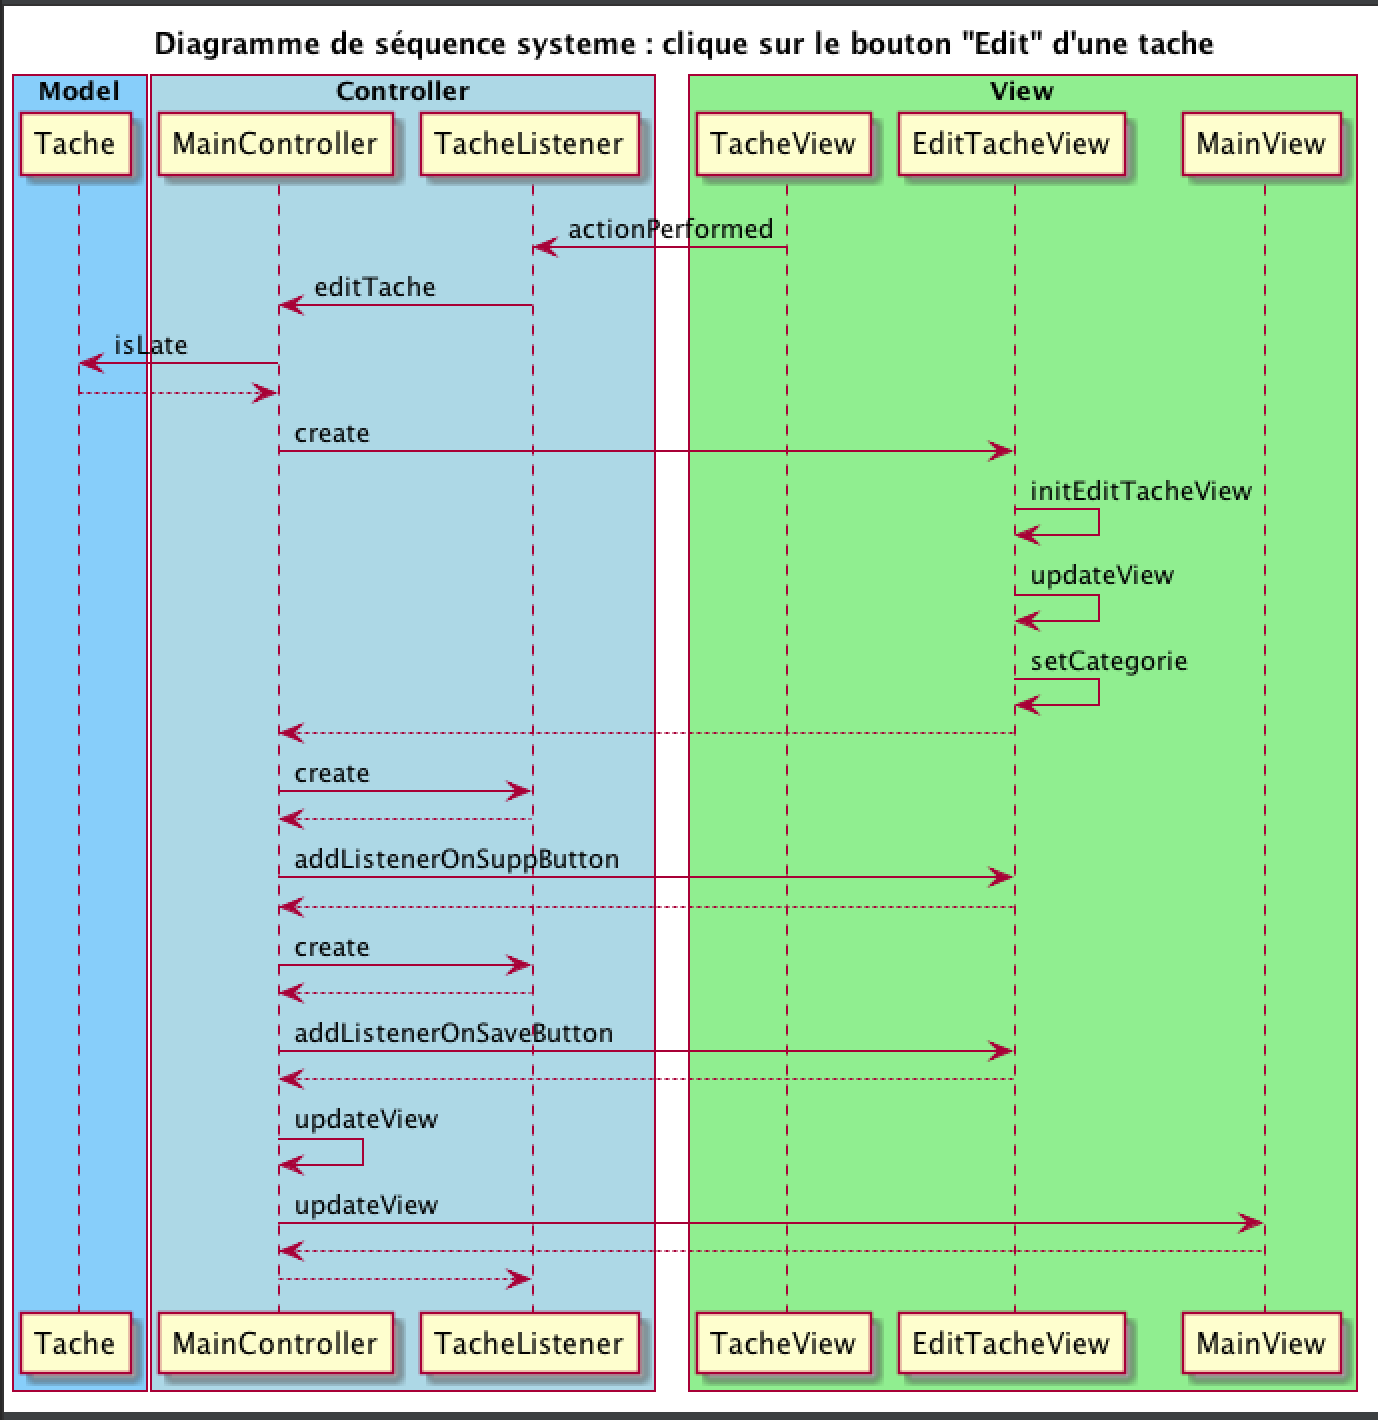 Diagramme de séquence systeme : clique sur le bouton "Edit" d'une tache
Model
Controller
View
Tache
MainController
TacheListener
TacheView
EditTacheView
MainView
actionPerformed
editTache
isLate
create
initEditTacheView
updateView
setCategorie
create
addListenerOnSuppButton
create
addListenerOnSaveButton
updateView
updateView
Tache
MainController
TacheListener
TacheView
EditTacheView
MainView